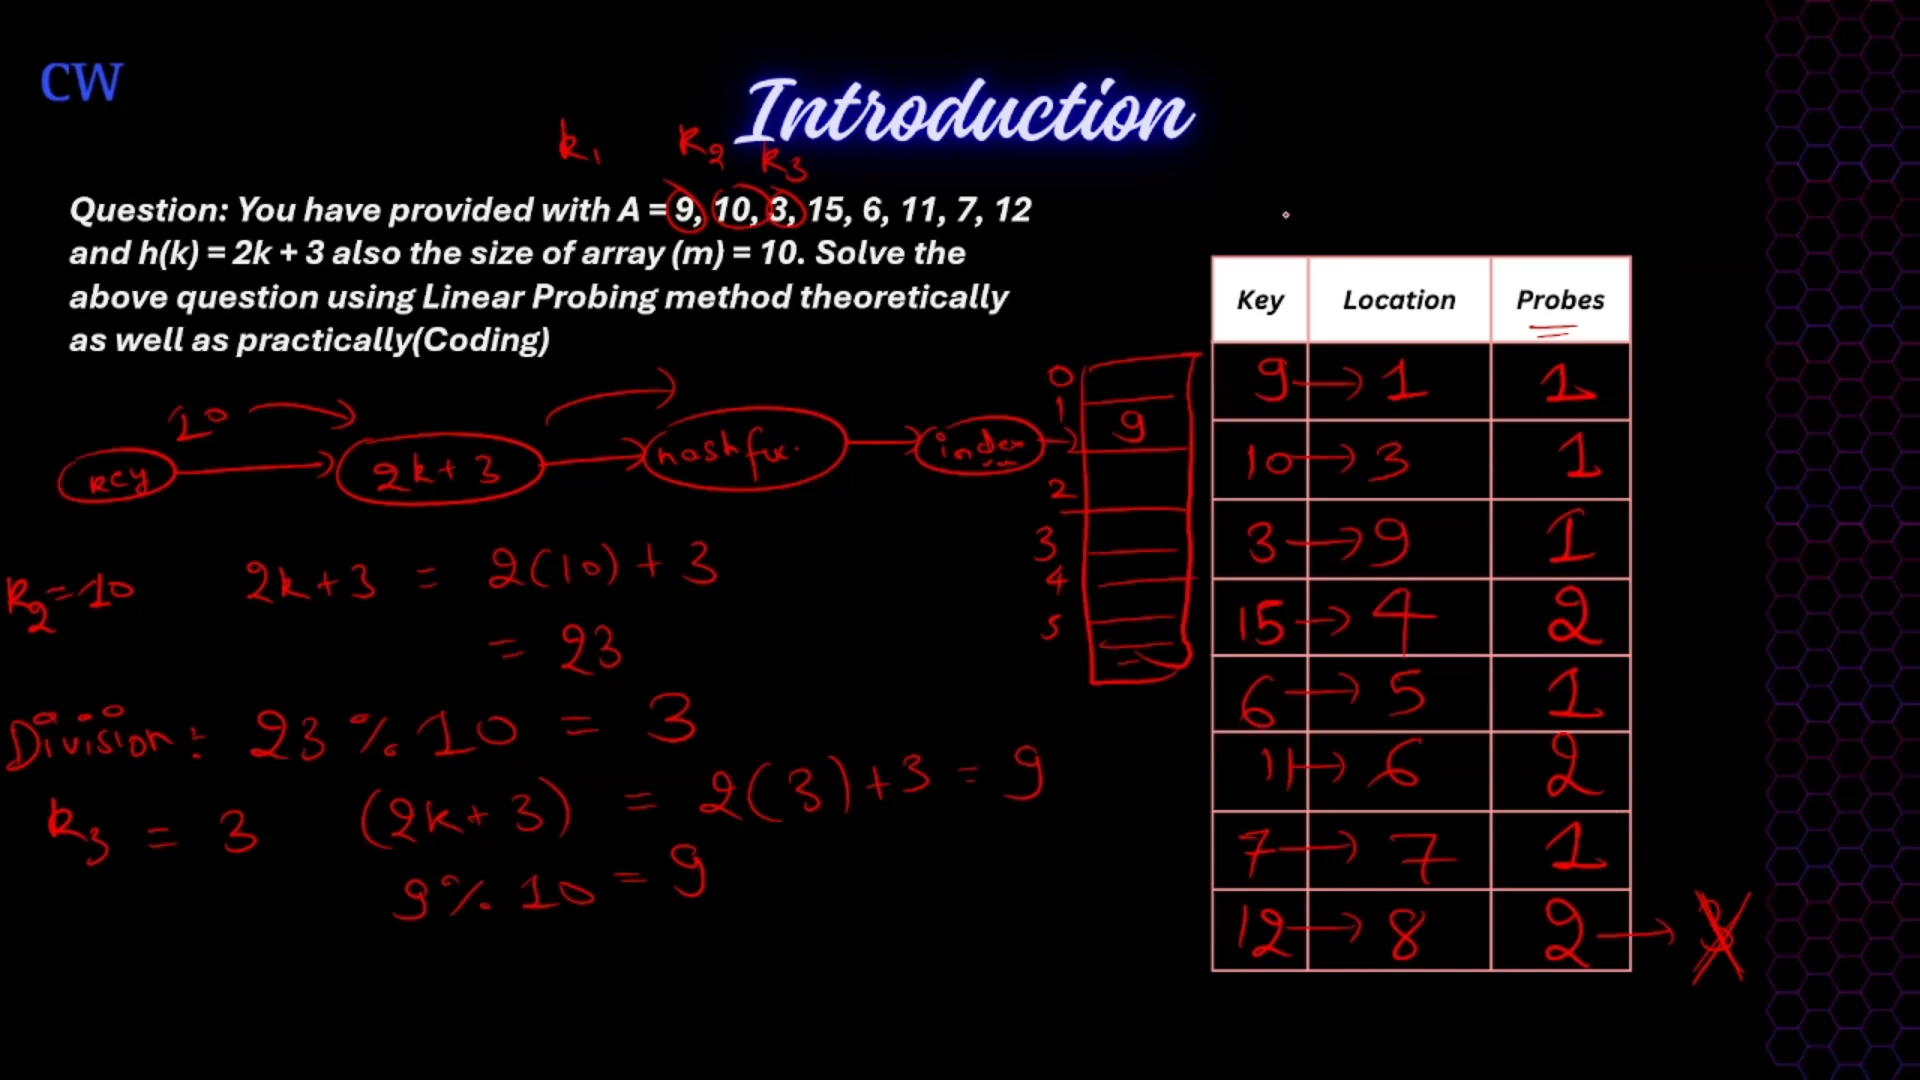 CW
Introduction
k1 k2 k3
Question: You have provided with A = 9, 10, 3, 15, 6, 11, 7, 12
and h(k) = 2k + 3 also the size of array (m) = 10. Solve the
above question using Linear Probing method theoretically
as well as practically(Coding)
10
key → 2k+3 → hash fuc. → index →
0
1 9
2
3
4
5
k2 = 10 2k+3 = 2(10) + 3
= 23
Division: 23 % 10 = 3
k3 = 3 (2k+3) = 2(3)+3 = 9
9 % 10 = 9
Key Location Probes
9 → 1 1
10 → 3 1
3 → 9 1
15 → 4 2
6 → 5 1
11 → 6 2
7 → 7 1
12 → 8 2 →